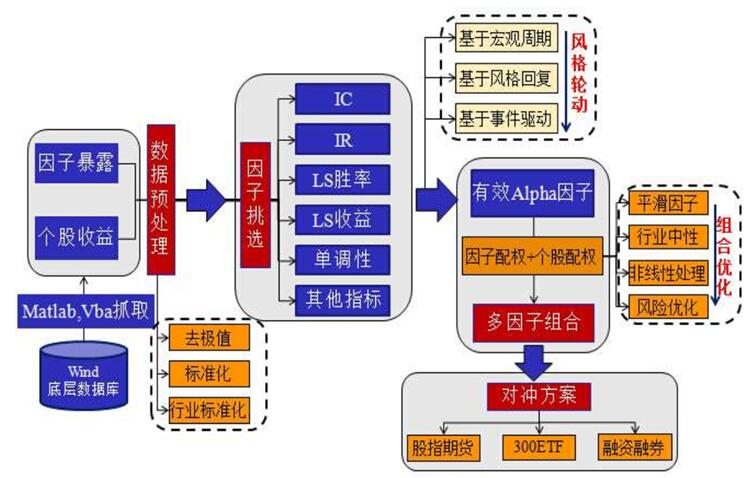 因子暴露
个股收益
数据预处理
Matlab,Vba抓取
Wind
底层数据库
去极值
标准化
行业标准化
因子挑选
IC
IR
LS胜率
LS收益
单调性
其他指标
基于宏观周期
基于风格回复
基于事件驱动
风格轮动
有效Alpha因子
因子配权+个股配权
多因子组合
平滑因子
行业中性
非线性处理
风险优化
组合优化
对冲方案
股指期货
300ETF
融资融券